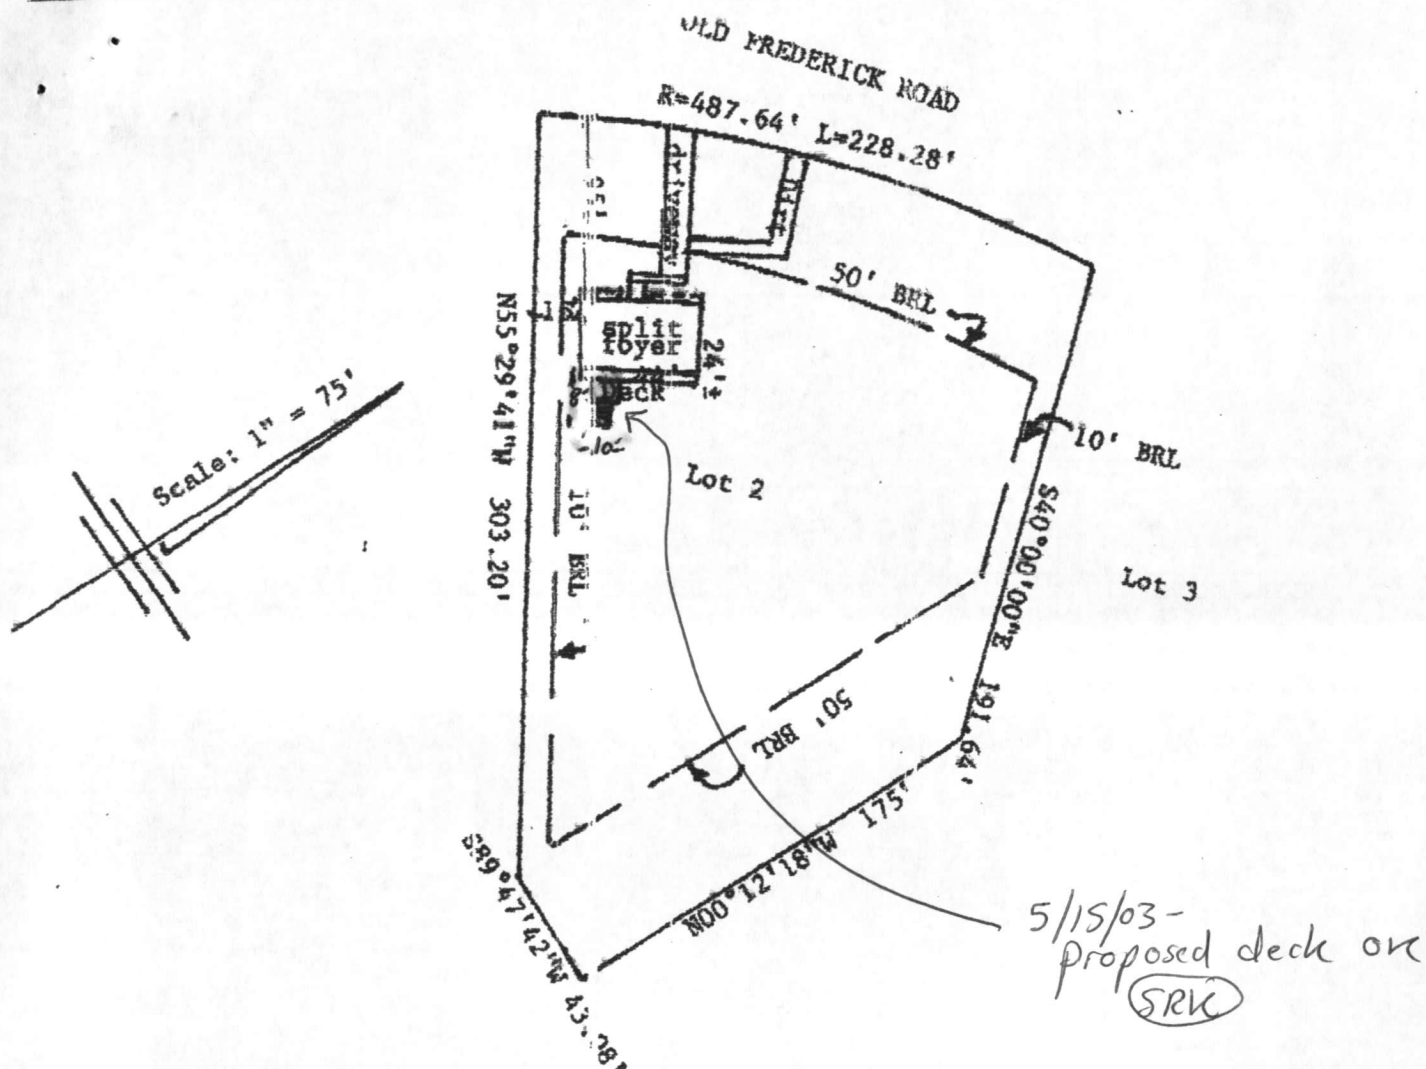 OLD FREDERICK ROAD
R=487.64' L=228.28'
driveway
Dirt
50' BRL
split
foyer
24'±
Deck
N55°29'41"W 303.20'
Scale: 1" = 75'
10' BRL
Lot 2
10' BRL
S40°00'00"E 191.64'
Lot 3
50' BRL
N00°12'18"W 175'
S89°47'42"W
5/15/03-
proposed deck ok
SRK